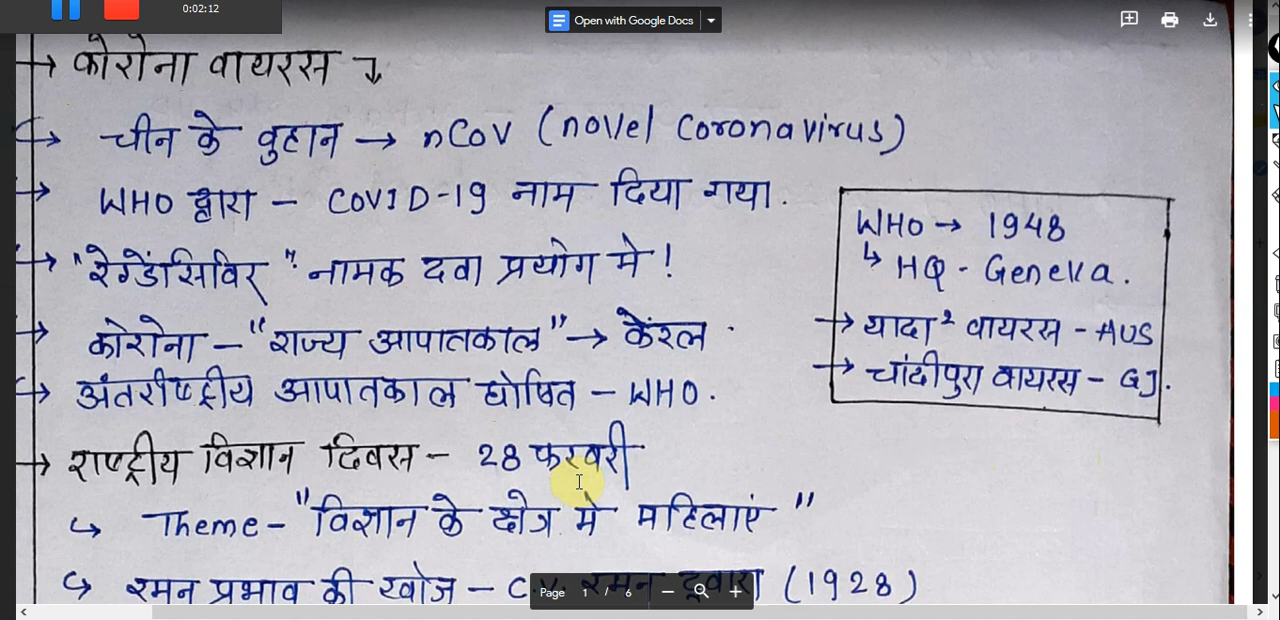 0:02:12
Open with Google Docs
→ कोरोना वायरस ↴
↳ चीन के वुहान → nCoV (novel coronavirus)
→ WHO द्वारा - COVID-19 नाम दिया गया.
→ "रेम्डेंसिविर" नामक दवा प्रयोग मे!
→ कोरोना - "राज्य आपातकाल" → केंरल.
↳ अंतर्राष्ट्रीय आपातकाल घोषित - WHO.
WHO → 1948
↳ HQ - Geneva.
→ यादा² वायरस - AUS
→ चांदीपुरा वायरस - GJ.
→ राष्ट्रीय विज्ञान दिवस - 28 फरवरी
↳ Theme - "विज्ञान के क्षेत्र मे महिलाएं"
↳ रमन प्रभाव की खोज - C.V. रमन द्वारा (1928)
Page 1 / 6